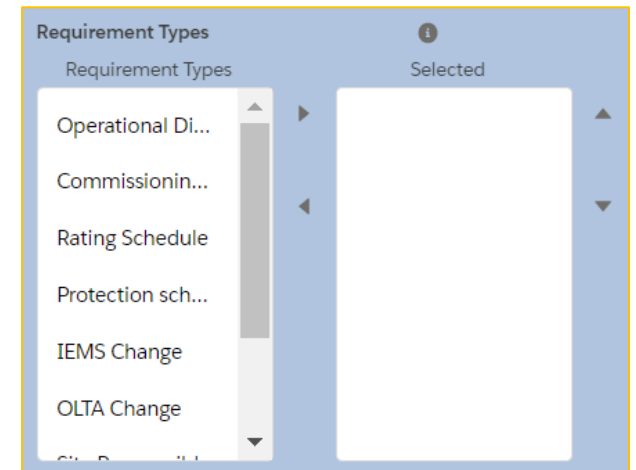 Requirement Types
Requirement Types
Selected
Operational Di...
Commissionin...
Rating Schedule
Protection sch...
IEMS Change
OLTA Change